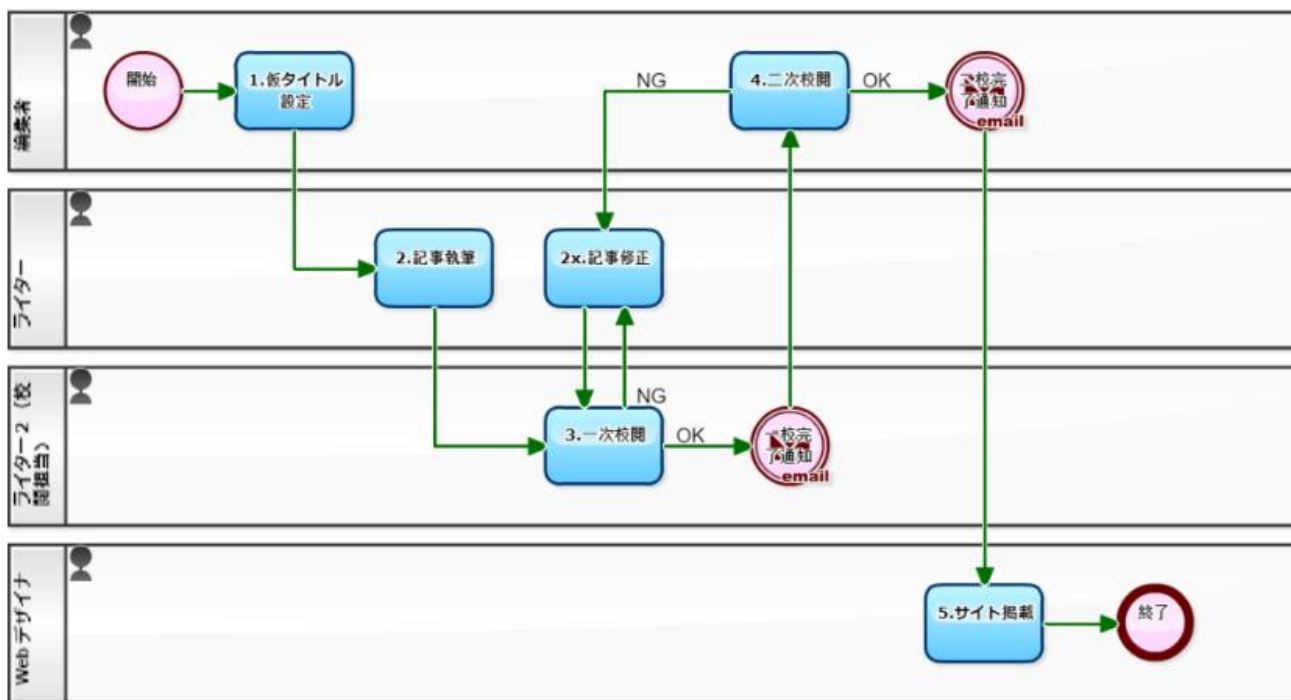 編集者
開始
1.仮タイトル
設定
NG
4.二次校閲
OK
二校完
了通知
email
ライター
2.記事執筆
2x.記事修正
ライター2（校
閲担当）
NG
3.一次校閲
OK
一校完
了通知
email
Webデザイナ
5.サイト掲載
終了